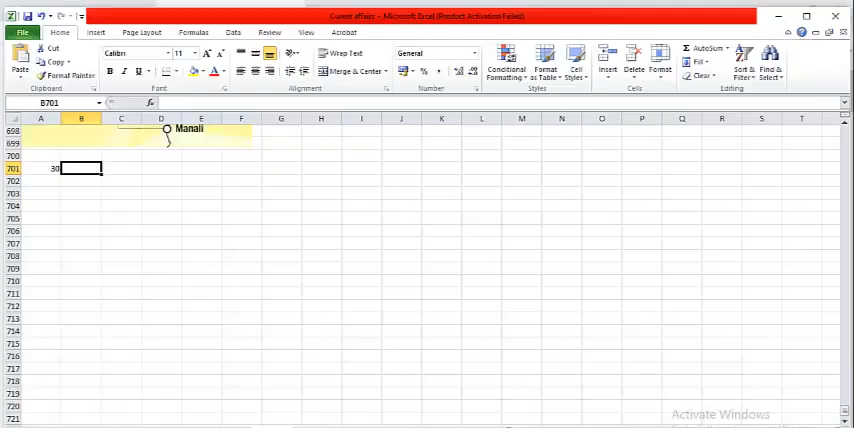 Current affairs - Microsoft Excel (Product Activation Failed)
File Home Insert Page Layout Formulas Data Review View Acrobat
Cut
Copy
Format Painter
Paste
Clipboard
Calibri 11
B I U
Font
Wrap Text
Merge & Center
Alignment
General
Number
Conditional Formatting
Format as Table
Cell Styles
Styles
Insert Delete Format
Cells
AutoSum
Fill
Clear
Sort & Filter
Find & Select
Editing
B701 fx
A B C D E F G H I J K L M N O P Q R S T
698 Manali
699
700
701 30
702
703
704
705
706
707
708
709
710
711
712
713
714
715
716
717
718
719
720
721
Activate Windows